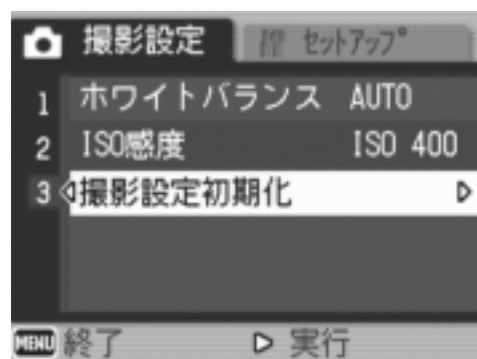 撮影設定 セットアップ
1 ホワイトバランス AUTO
2 ISO感度 ISO 400
3 撮影設定初期化
MENU 終了 実行